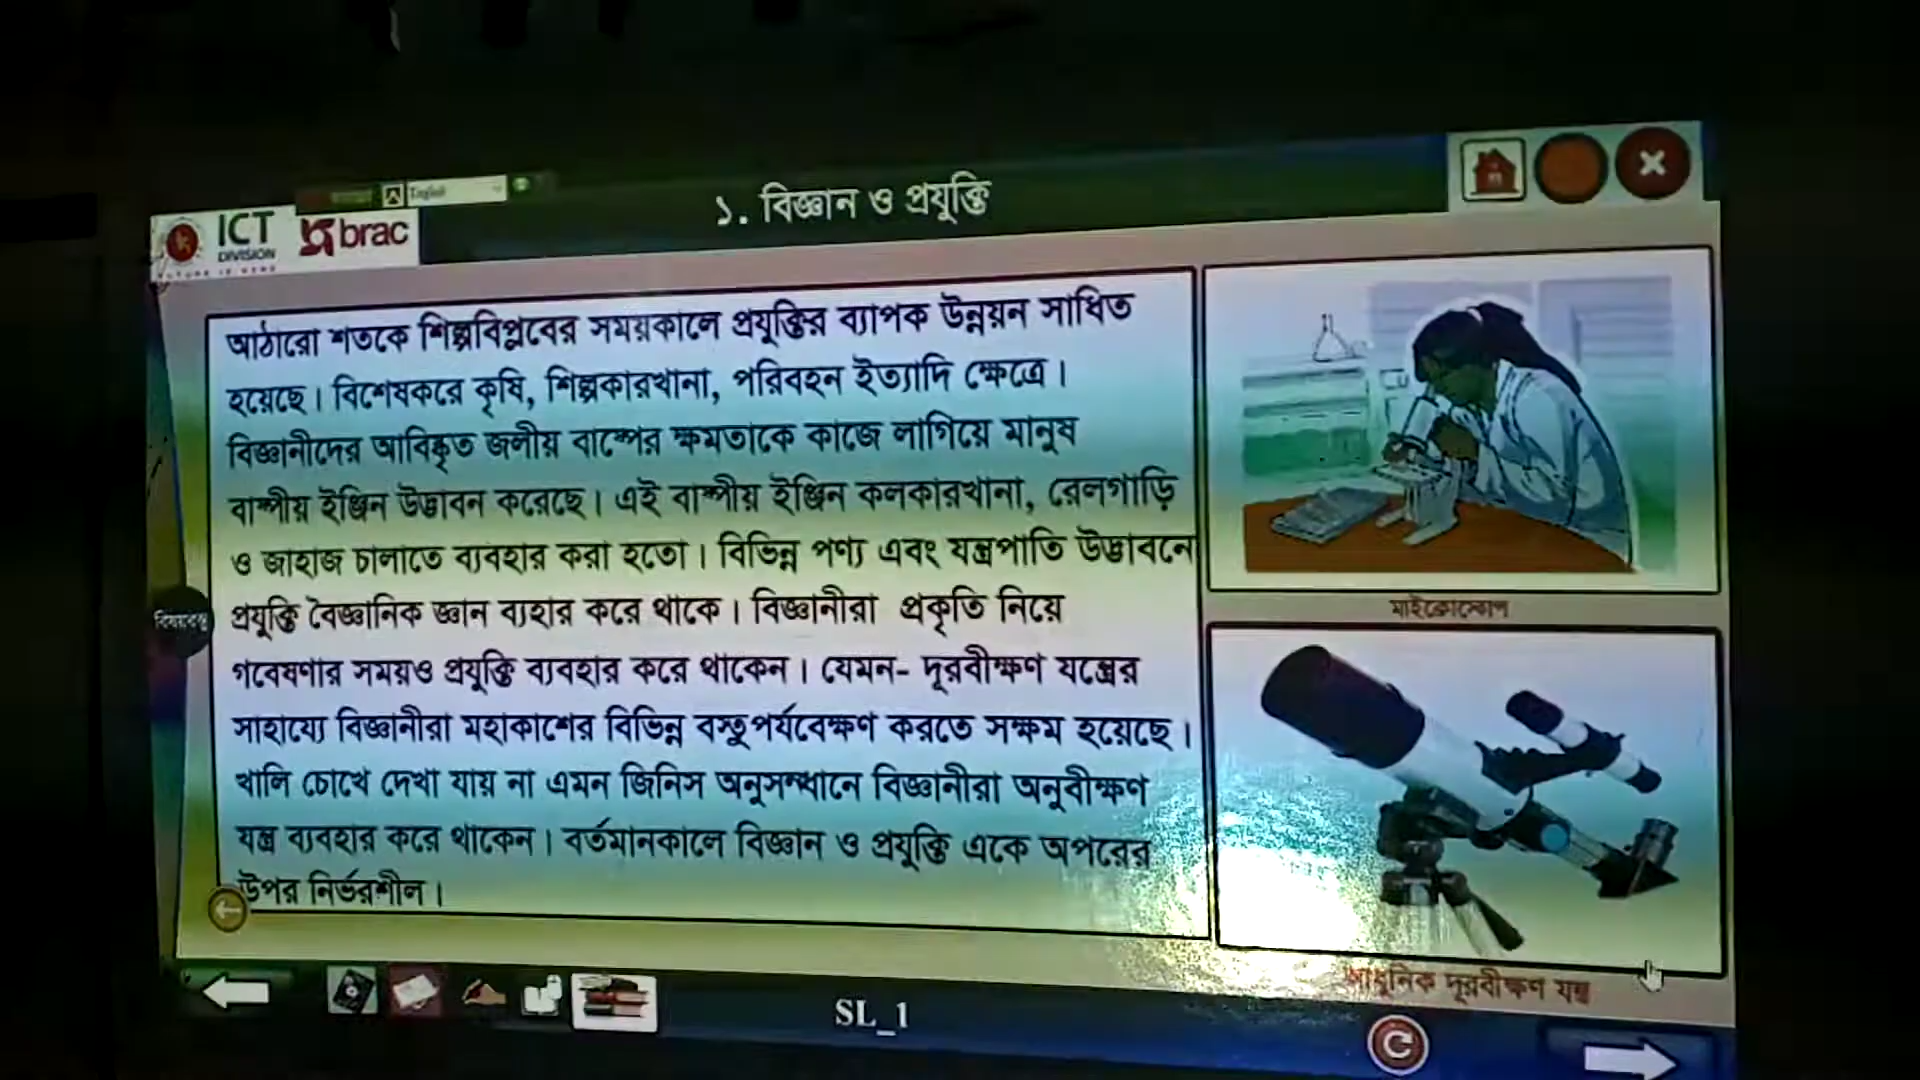 English
ICT
DIVISION
brac
১. বিজ্ঞান ও প্রযুক্তি
আঠারো শতকে শিল্পবিপ্লবের সময়কালে প্রযুক্তির ব্যাপক উন্নয়ন সাধিত
হয়েছে। বিশেষকরে কৃষি, শিল্পকারখানা, পরিবহন ইত্যাদি ক্ষেত্রে।
বিজ্ঞানীদের আবিষ্কৃত জলীয় বাষ্পের ক্ষমতাকে কাজে লাগিয়ে মানুষ
বাষ্পীয় ইঞ্জিন উদ্ভাবন করেছে। এই বাষ্পীয় ইঞ্জিন কলকারখানা, রেলগাড়ি
ও জাহাজ চালাতে ব্যবহার করা হতো। বিভিন্ন পণ্য এবং যন্ত্রপাতি উদ্ভাবনে
প্রযুক্তি বৈজ্ঞানিক জ্ঞান ব্যহার করে থাকে। বিজ্ঞানীরা প্রকৃতি নিয়ে
গবেষণার সময়ও প্রযুক্তি ব্যবহার করে থাকেন। যেমন- দূরবীক্ষণ যন্ত্রের
সাহায্যে বিজ্ঞানীরা মহাকাশের বিভিন্ন বস্তুপর্যবেক্ষণ করতে সক্ষম হয়েছে।
খালি চোখে দেখা যায় না এমন জিনিস অনুসন্ধানে বিজ্ঞানীরা অনুবীক্ষণ
যন্ত্র ব্যবহার করে থাকেন। বর্তমানকালে বিজ্ঞান ও প্রযুক্তি একে অপরের
উপর নির্ভরশীল।
মাইক্রোস্কোপ
আধুনিক দূরবীক্ষণ যন্ত্র
বিষয়বস্তু
SL_1